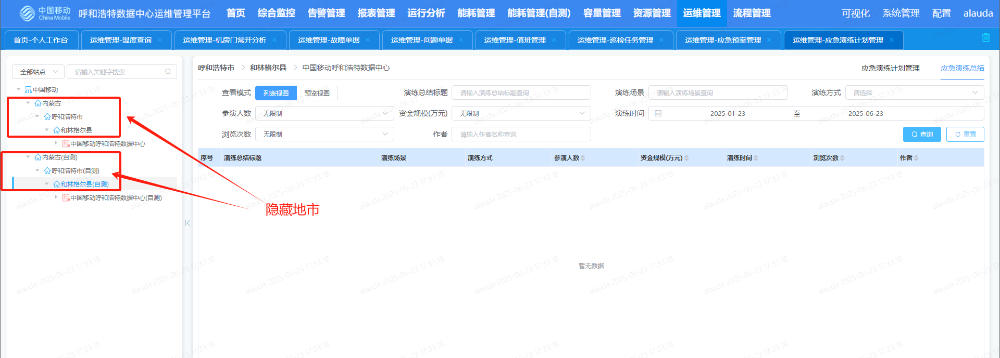 中国移动
China Mobile
呼和浩特数据中心运维管理平台
首页 综合监控 告警管理 报表管理 运行分析 能耗管理 能耗管理(自测) 容量管理 资源管理 运维管理 流程管理
可视化 系统管理 配置 alauda
首页-个人工作台 运维管理-温度查询 运维管理-机房门常开分析 运维管理-故障单据 运维管理-问题单据 运维管理-值班管理 运维管理-巡检任务管理 运维管理-应急预案管理 运维管理-应急演练计划管理
全部站点 请输入关键字搜索
中国移动
内蒙古
呼和浩特市
和林格尔县
中国移动呼和浩特数据中心
内蒙古(自测)
呼和浩特市(自测)
和林格尔县(自测)
中国移动呼和浩特数据中心(自测)
隐藏地市
呼和浩特市 > 和林格尔县 > 中国移动呼和浩特数据中心
应急演练计划管理 应急演练总结
查看模式 列表视图 预览视图 演练总结标题 请输入演练总结标题查询 演练场景 请输入演练场景查询 演练方式 请选择
参演人数 无限制 资金规模(万元) 无限制 演练时间 2025-01-23 至 2025-06-23
浏览次数 无限制 作者 请输入作者名称查询 查询 重置
序号 演练总结标题 演练场景 演练方式 参演人数 资金规模(万元) 演练时间 浏览次数 作者
暂无数据
alauda 2025-06-23 17:33:18